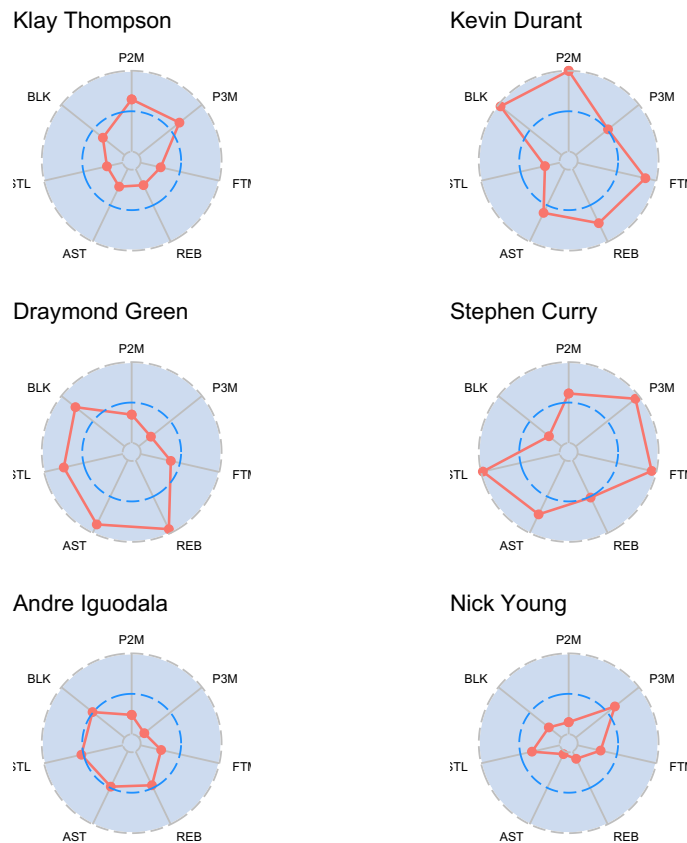 Klay Thompson
Kevin Durant
P2M
P2M
BLK
P3M
BLK
P3M
STL
FTM
STL
FTM
AST
REB
AST
REB
Draymond Green
Stephen Curry
P2M
P2M
BLK
P3M
BLK
P3M
STL
FTM
STL
FTM
AST
REB
AST
REB
Andre Iguodala
Nick Young
P2M
P2M
BLK
P3M
BLK
P3M
STL
FTM
STL
FTM
AST
REB
AST
REB